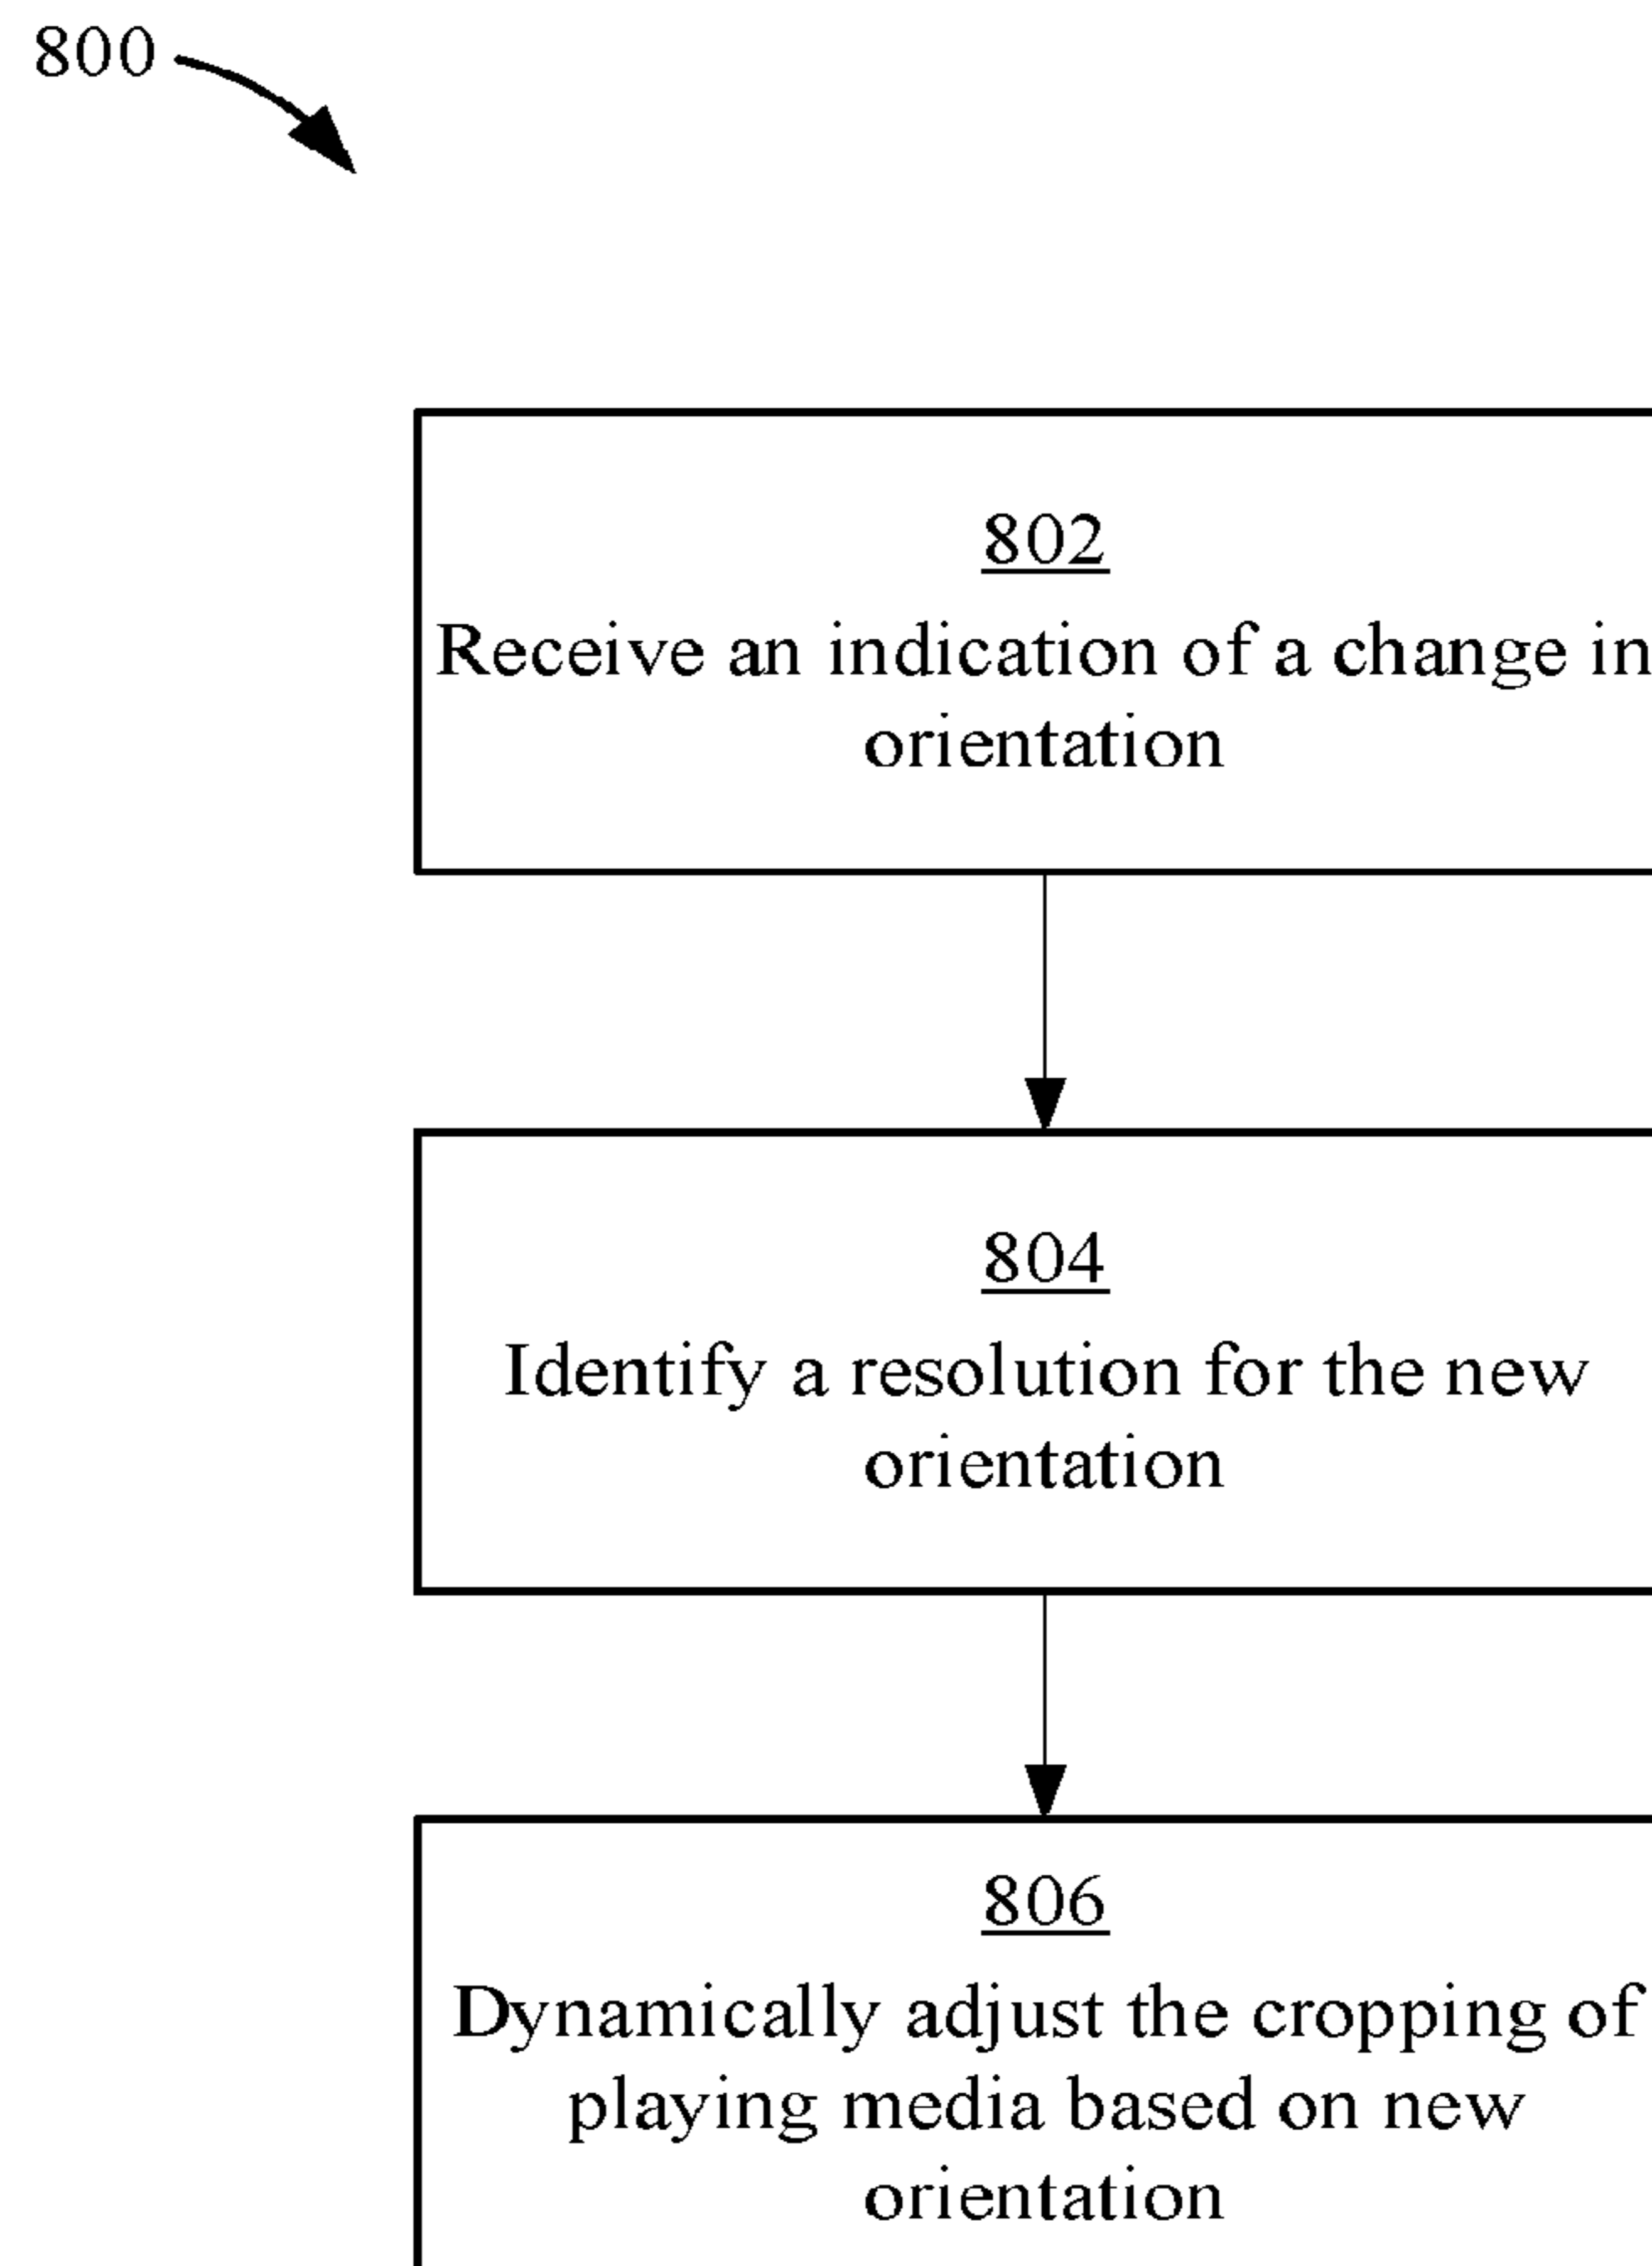 800
802
Receive an indication of a change in
orientation
804
Identify a resolution for the new
orientation
806
Dynamically adjust the cropping of
playing media based on new
orientation